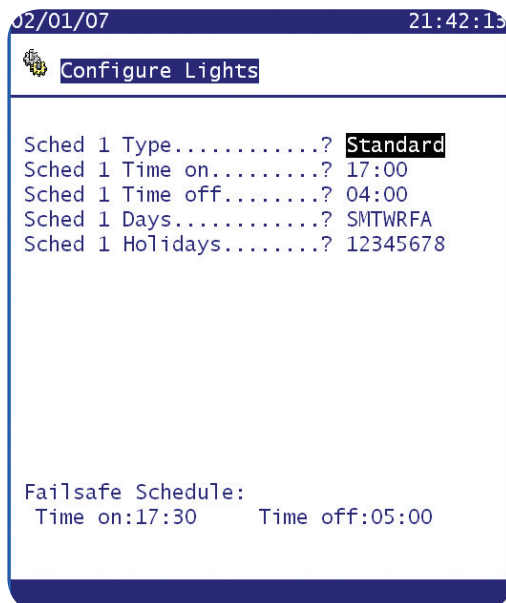 02/01/07 21:42:13
Configure Lights
Sched 1 Type............? Standard
Sched 1 Time on.........? 17:00
Sched 1 Time off........? 04:00
Sched 1 Days............? SMTWRFA
Sched 1 Holidays........? 12345678
Failsafe Schedule:
Time on:17:30 Time off:05:00